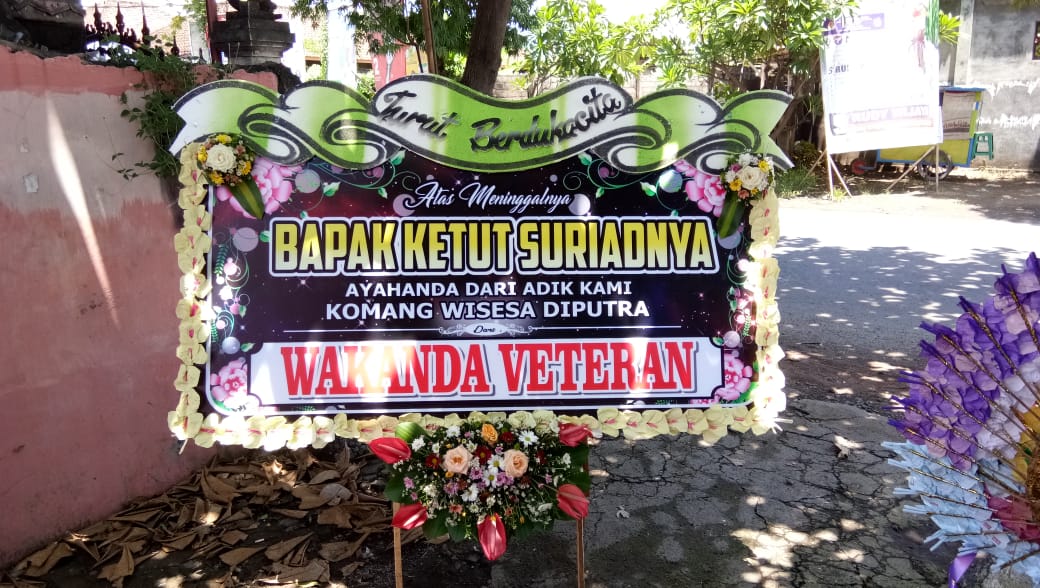 Turut Berdukacita
Atas Meninggalnya
BAPAK KETUT SURIADNYA
AYAHANDA DARI ADIK KAMI
KOMANG WISESA DIPUTRA
Dari
WAKANDA VETERAN